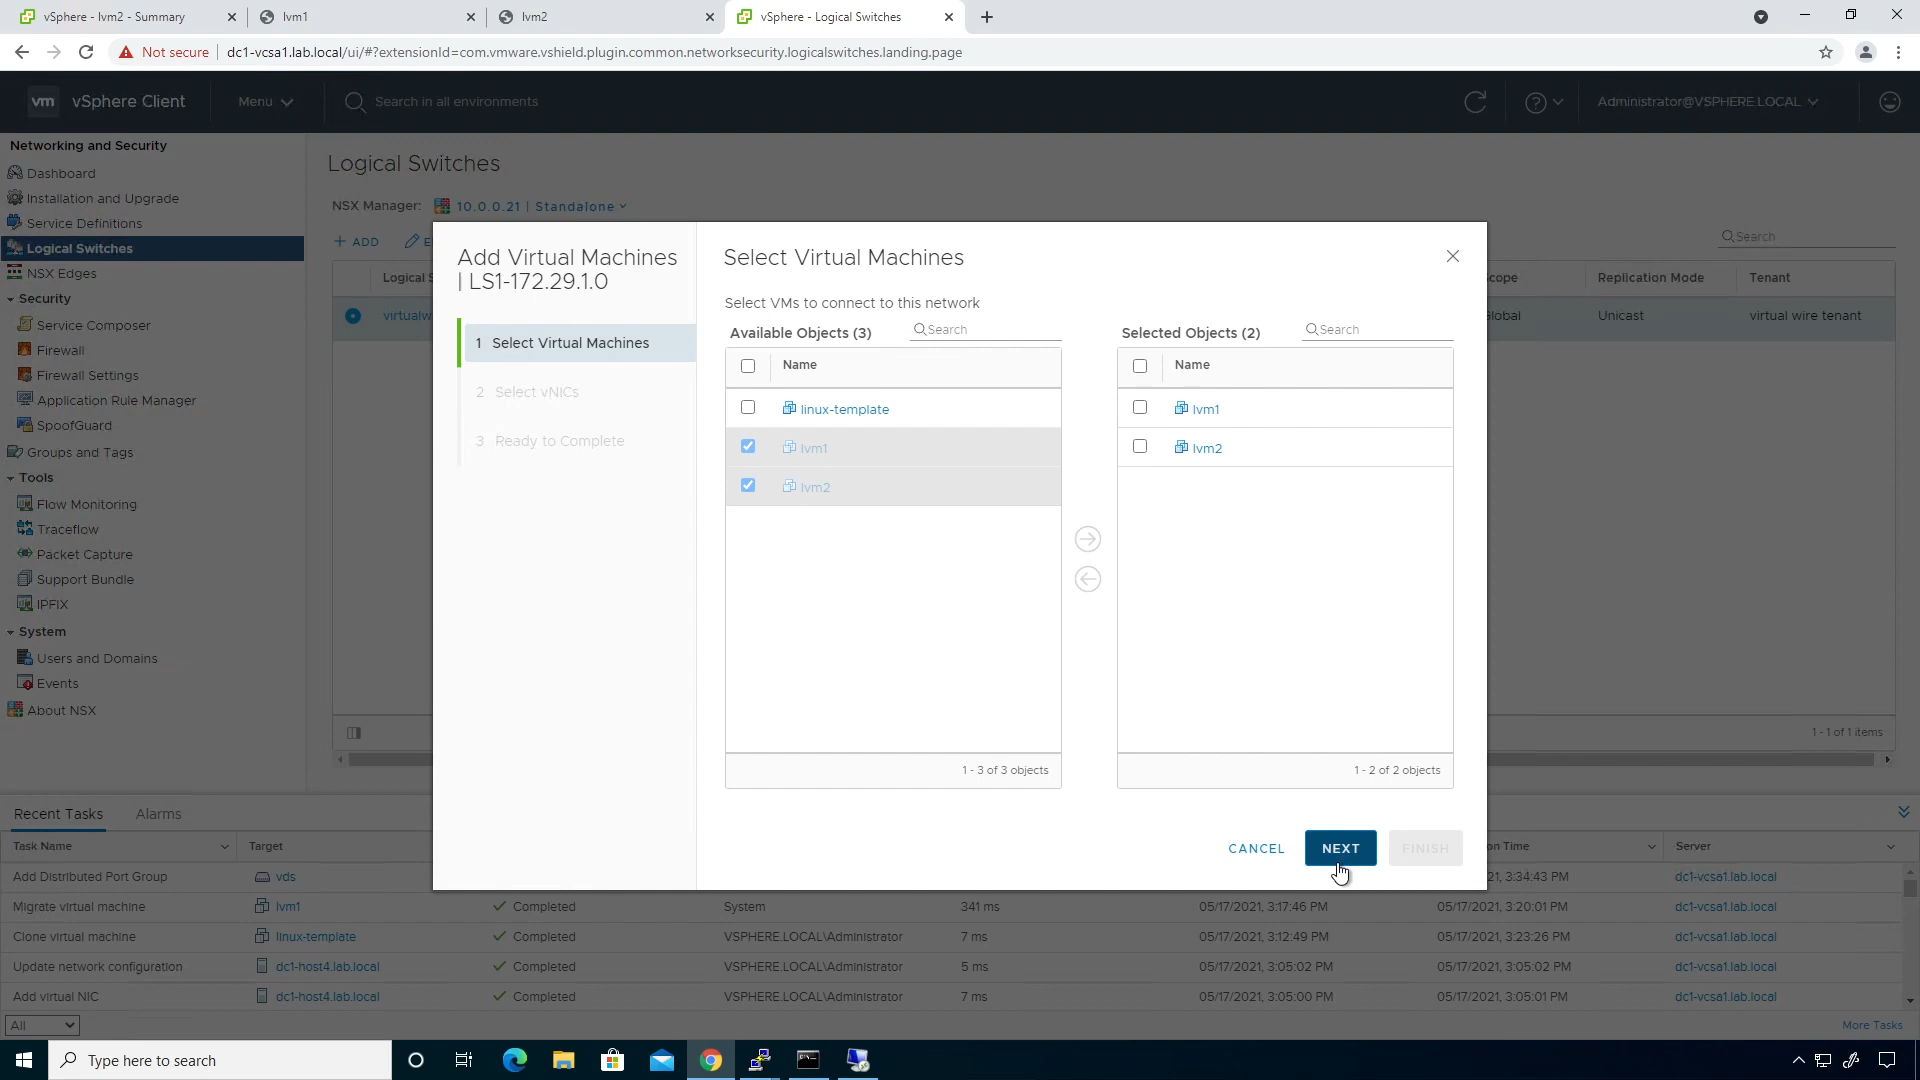 vSphere - lvm2 - Summary
lvm1
lvm2
vSphere - Logical Switches
Not secure
dc1-vcsa1.lab.local/ui/#?extensionId=com.vmware.vshield.plugin.common.networksecurity.logicalswitches.landing.page
vm
vSphere Client
Menu
Search in all environments
Administrator@VSPHERE.LOCAL
Networking and Security
Dashboard
Installation and Upgrade
Service Definitions
Logical Switches
NSX Edges
Security
Service Composer
Firewall
Firewall Settings
Application Rule Manager
SpoofGuard
Groups and Tags
Tools
Flow Monitoring
Traceflow
Packet Capture
Support Bundle
IPFIX
System
Users and Domains
Events
About NSX
Logical Switches
NSX Manager: 10.0.0.21 | Standalone
+ ADD
E
Search
Logical S
cope
Replication Mode
Tenant
virtualw
Global
Unicast
virtual wire tenant
1 - 1 of 1 items
Add Virtual Machines
| LS1-172.29.1.0
1 Select Virtual Machines
2 Select vNICs
3 Ready to Complete
Select Virtual Machines
Select VMs to connect to this network
Available Objects (3)
Search
Name
linux-template
lvm1
lvm2
1 - 3 of 3 objects
Selected Objects (2)
Search
Name
lvm1
lvm2
1 - 2 of 2 objects
CANCEL
NEXT
FINISH
Recent Tasks
Alarms
Task Name
Target
on Time
Server
Add Distributed Port Group
vds
21, 3:34:43 PM
dc1-vcsa1.lab.local
Migrate virtual machine
lvm1
Completed
System
341 ms
05/17/2021, 3:17:46 PM
05/17/2021, 3:20:01 PM
dc1-vcsa1.lab.local
Clone virtual machine
linux-template
Completed
VSPHERE.LOCAL\Administrator
7 ms
05/17/2021, 3:12:49 PM
05/17/2021, 3:23:26 PM
dc1-vcsa1.lab.local
Update network configuration
dc1-host4.lab.local
Completed
VSPHERE.LOCAL\Administrator
5 ms
05/17/2021, 3:05:02 PM
05/17/2021, 3:05:02 PM
dc1-vcsa1.lab.local
Add virtual NIC
dc1-host4.lab.local
Completed
VSPHERE.LOCAL\Administrator
7 ms
05/17/2021, 3:05:00 PM
05/17/2021, 3:05:01 PM
dc1-vcsa1.lab.local
All
More Tasks
Type here to search